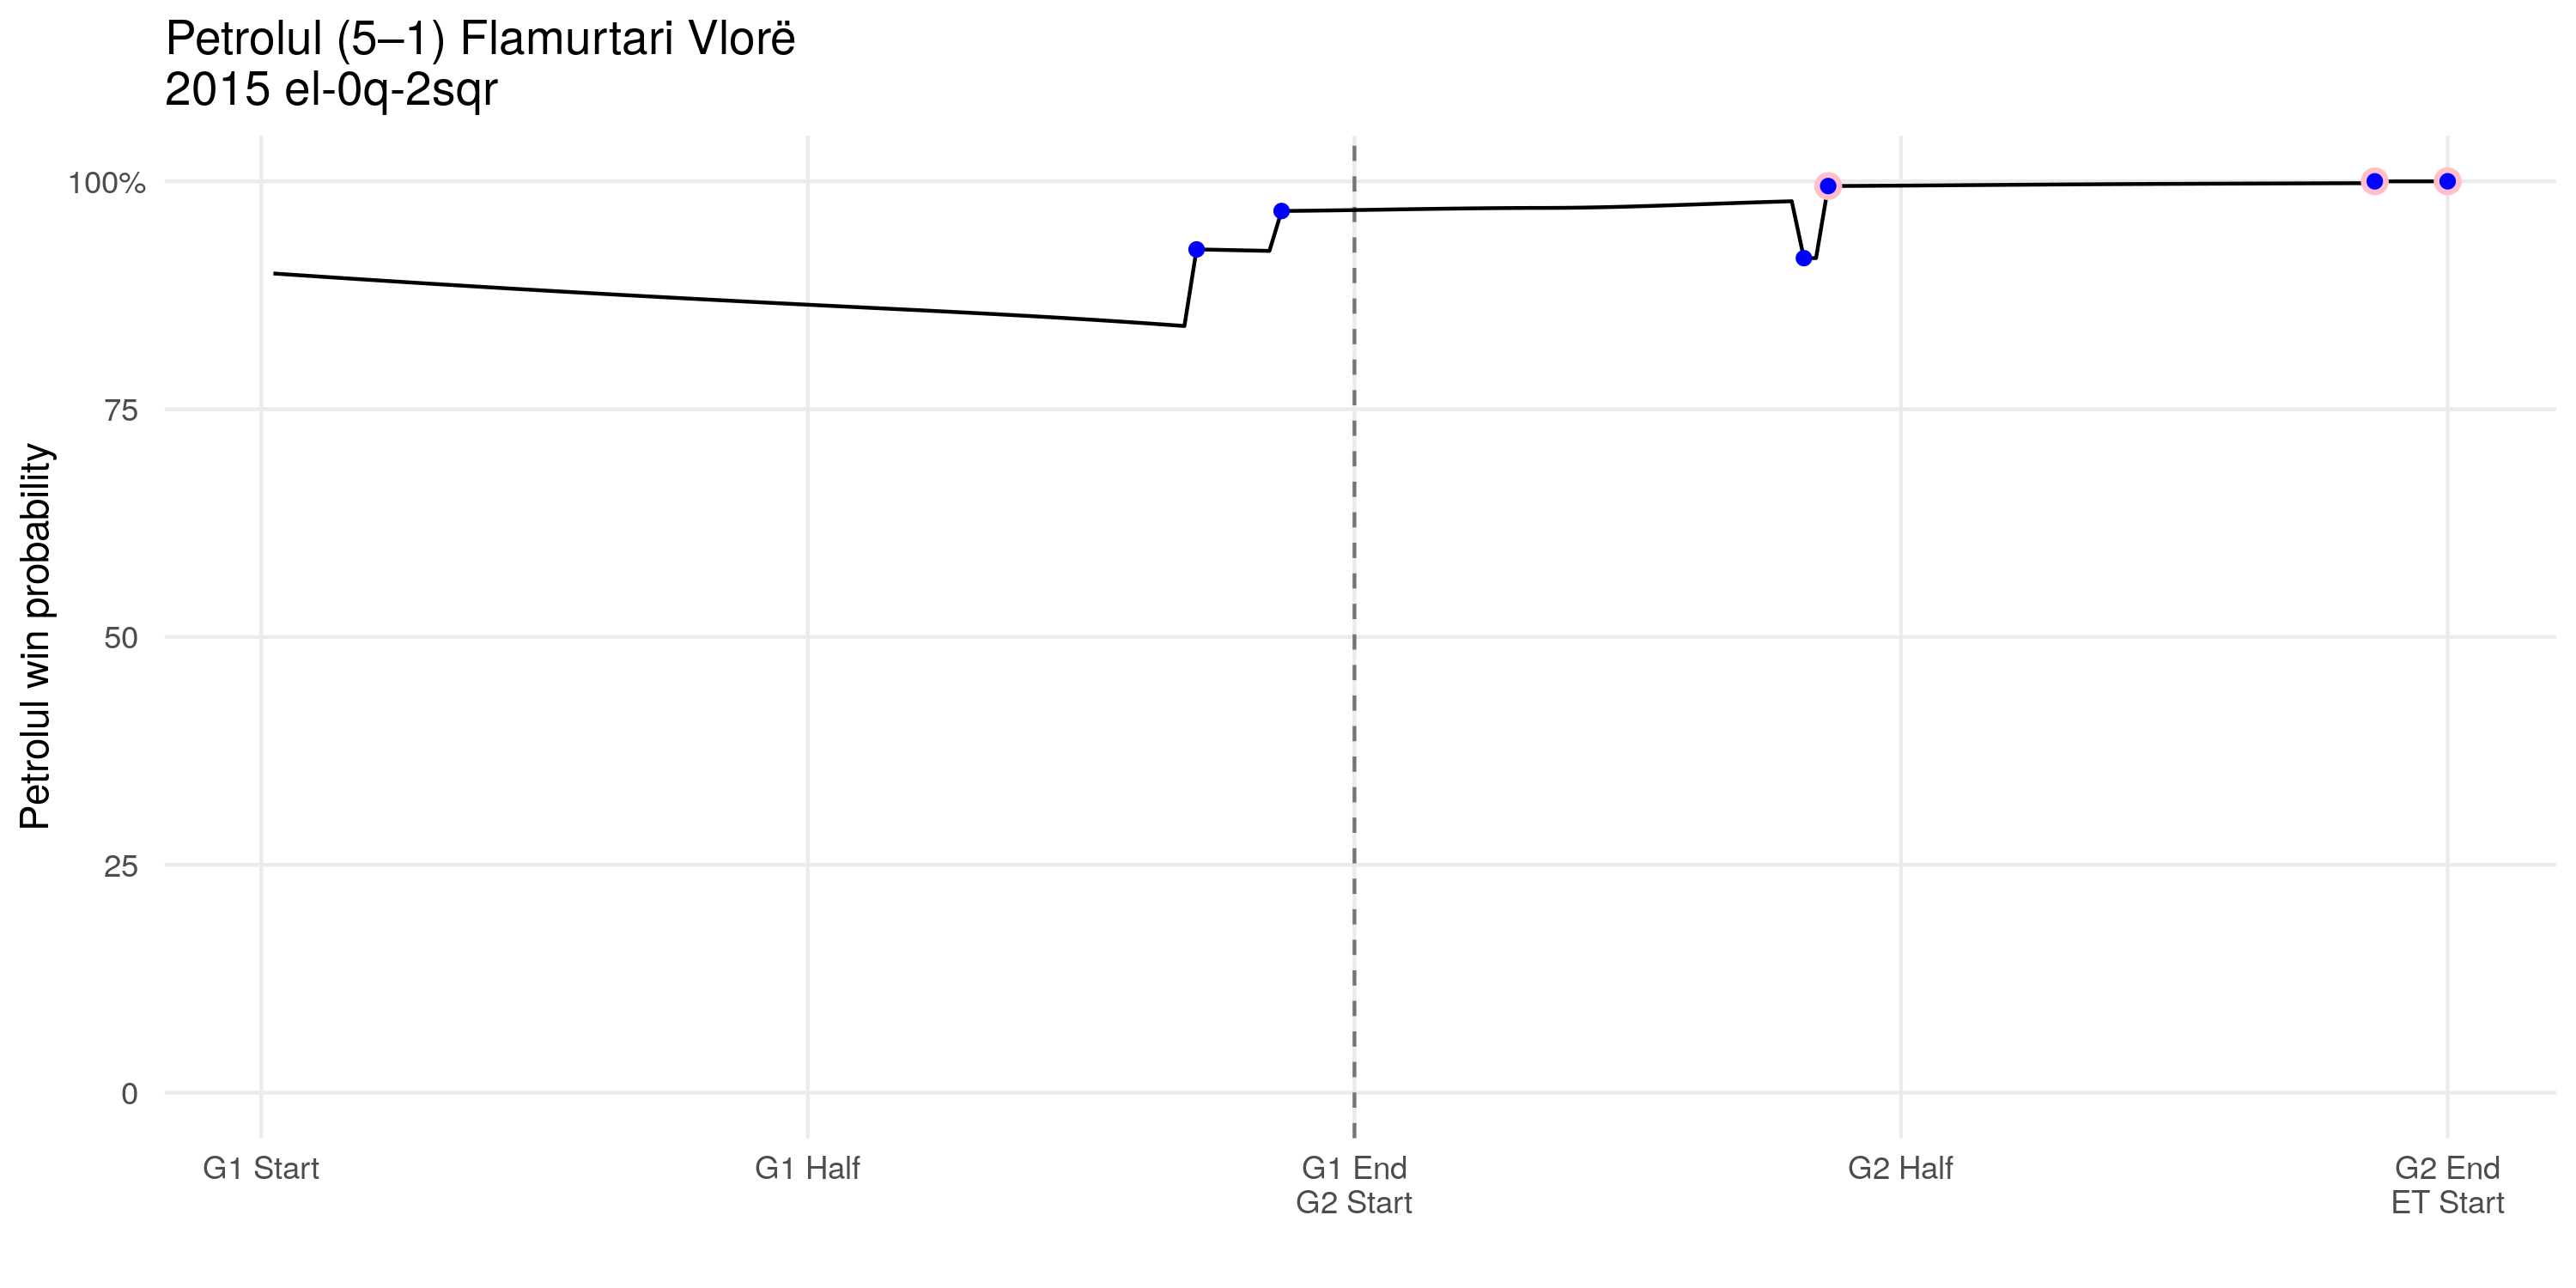 Petrolul (5–1) Flamurtari Vlorë
2015 el-0q-2sqr
Petrolul win probability
100%
75
50
25
0
G1 Start
G1 Half
G1 End
G2 Start
G2 Half
G2 End
ET Start